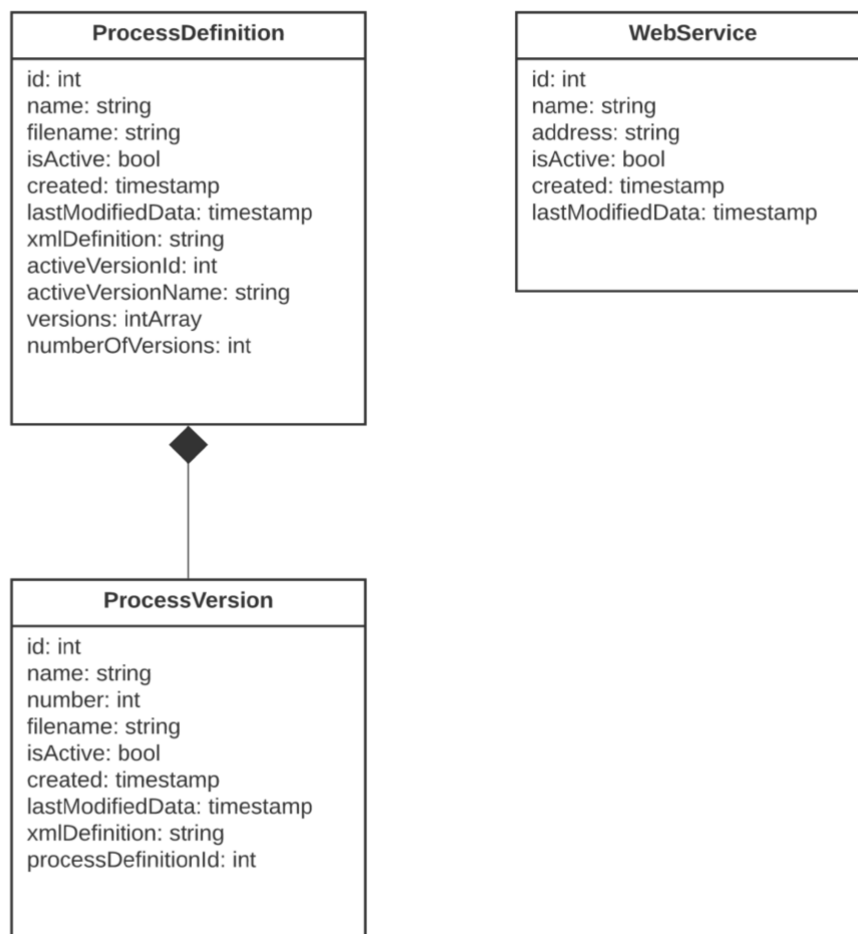 ProcessDefinition
id: int
name: string
filename: string
isActive: bool
created: timestamp
lastModifiedData: timestamp
xmlDefinition: string
activeVersionId: int
activeVersionName: string
versions: intArray
numberOfVersions: int
WebService
id: int
name: string
address: string
isActive: bool
created: timestamp
lastModifiedData: timestamp
ProcessVersion
id: int
name: string
number: int
filename: string
isActive: bool
created: timestamp
lastModifiedData: timestamp
xmlDefinition: string
processDefinitionId: int